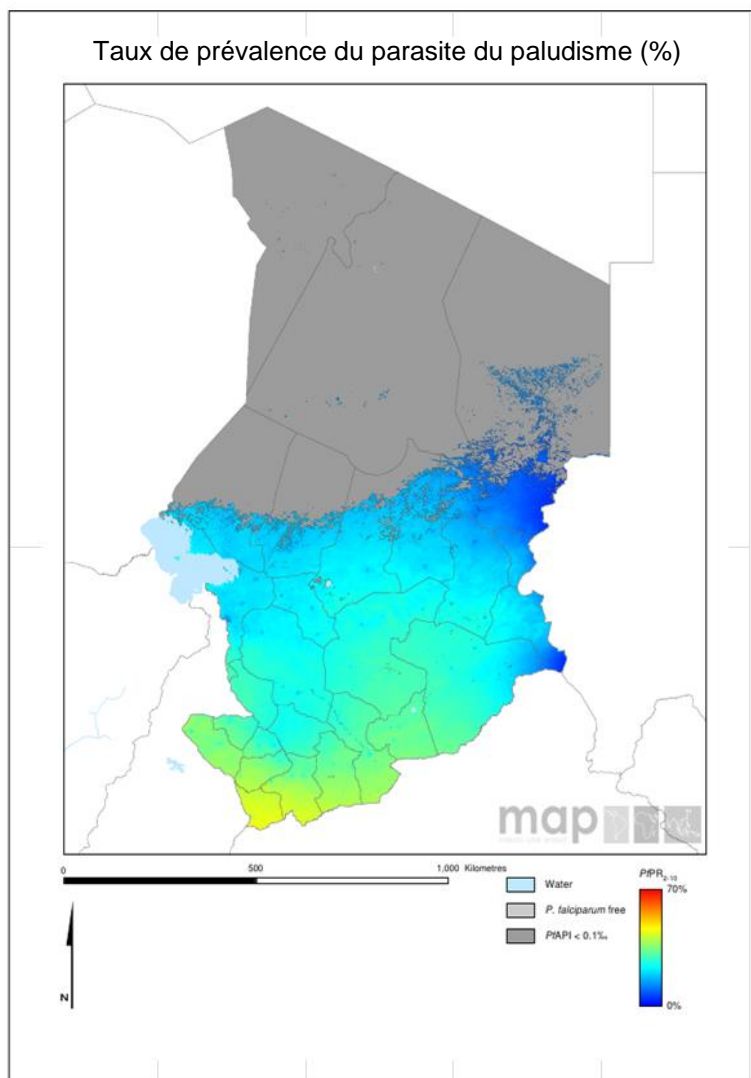 Taux de prévalence du parasite du paludisme (%)
map
0
500
1,000 Kilometres
Water
P. falciparum free
PfAPI < 0.1‰
PfPR2-10
70%
0%
N